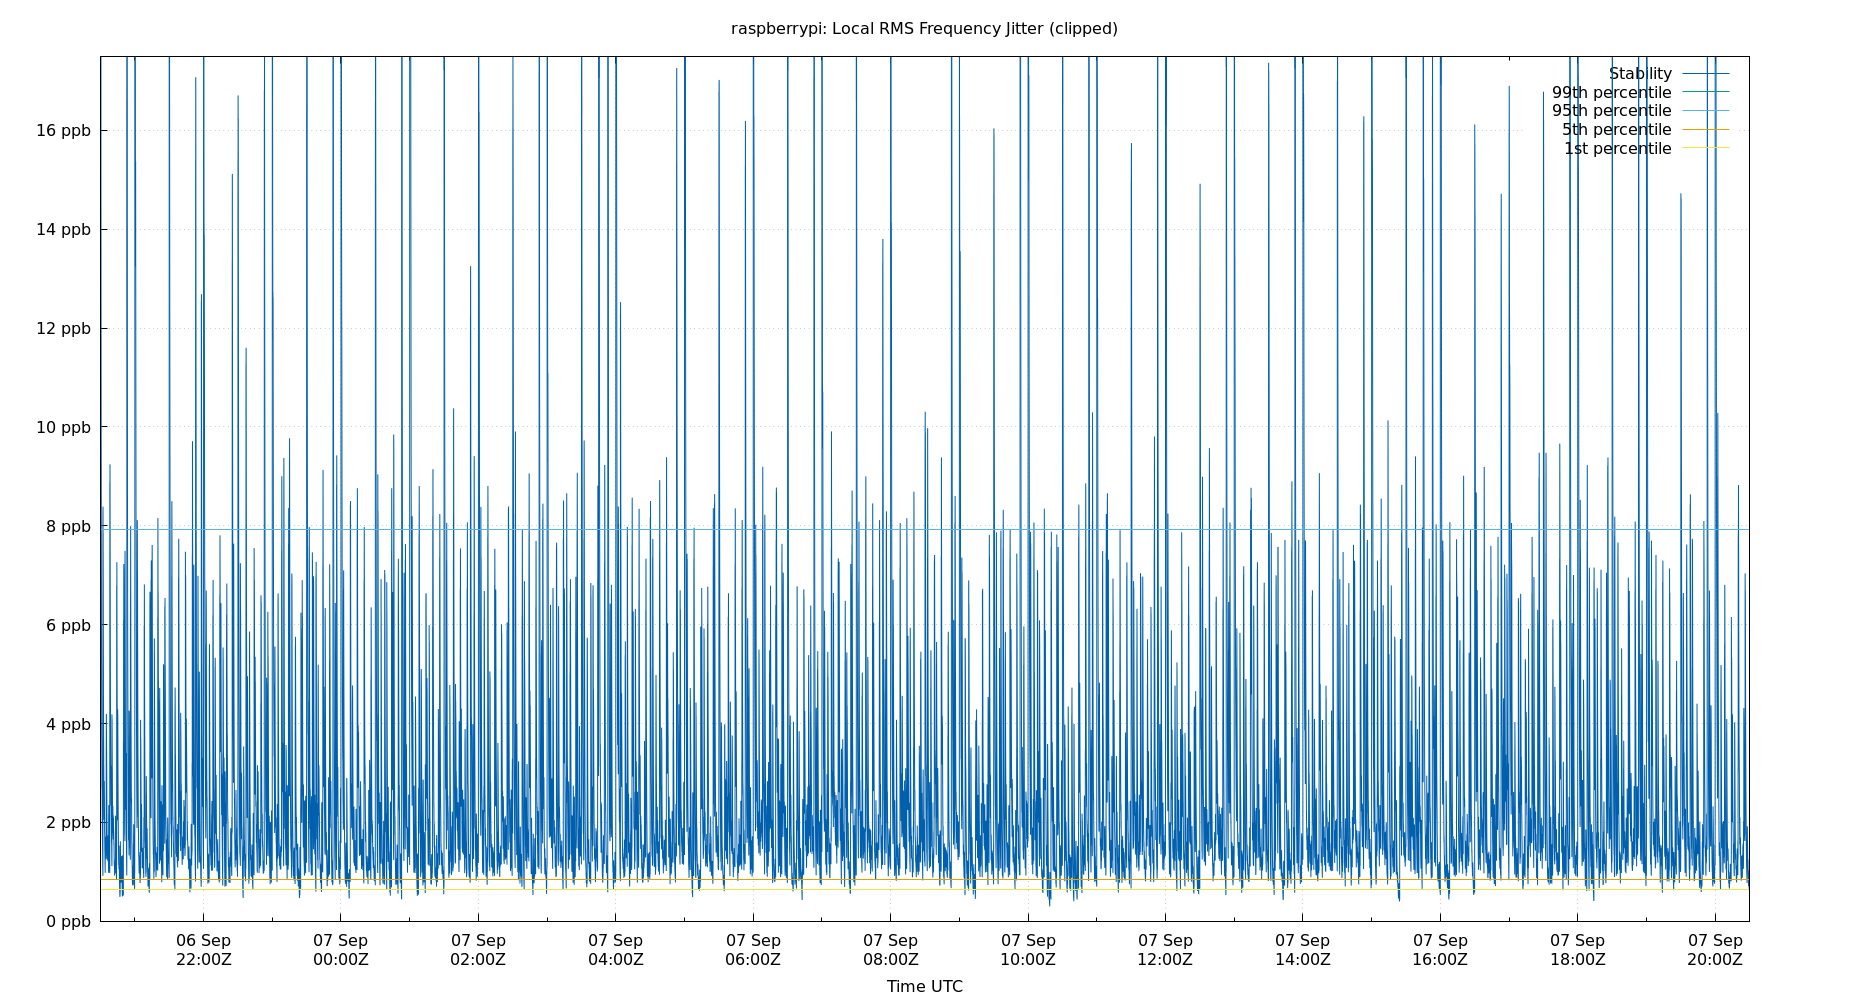 raspberrypi: Local RMS Frequency Jitter (clipped)
Stability
99th percentile
95th percentile
5th percentile
1st percentile
16 ppb
14 ppb
12 ppb
10 ppb
8 ppb
6 ppb
4 ppb
2 ppb
0 ppb
06 Sep 07 Sep 07 Sep 07 Sep 07 Sep 07 Sep 07 Sep 07 Sep 07 Sep 07 Sep 07 Sep 07 Sep
22:00Z 00:00Z 02:00Z 04:00Z 06:00Z 08:00Z 10:00Z 12:00Z 14:00Z 16:00Z 18:00Z 20:00Z
Time UTC